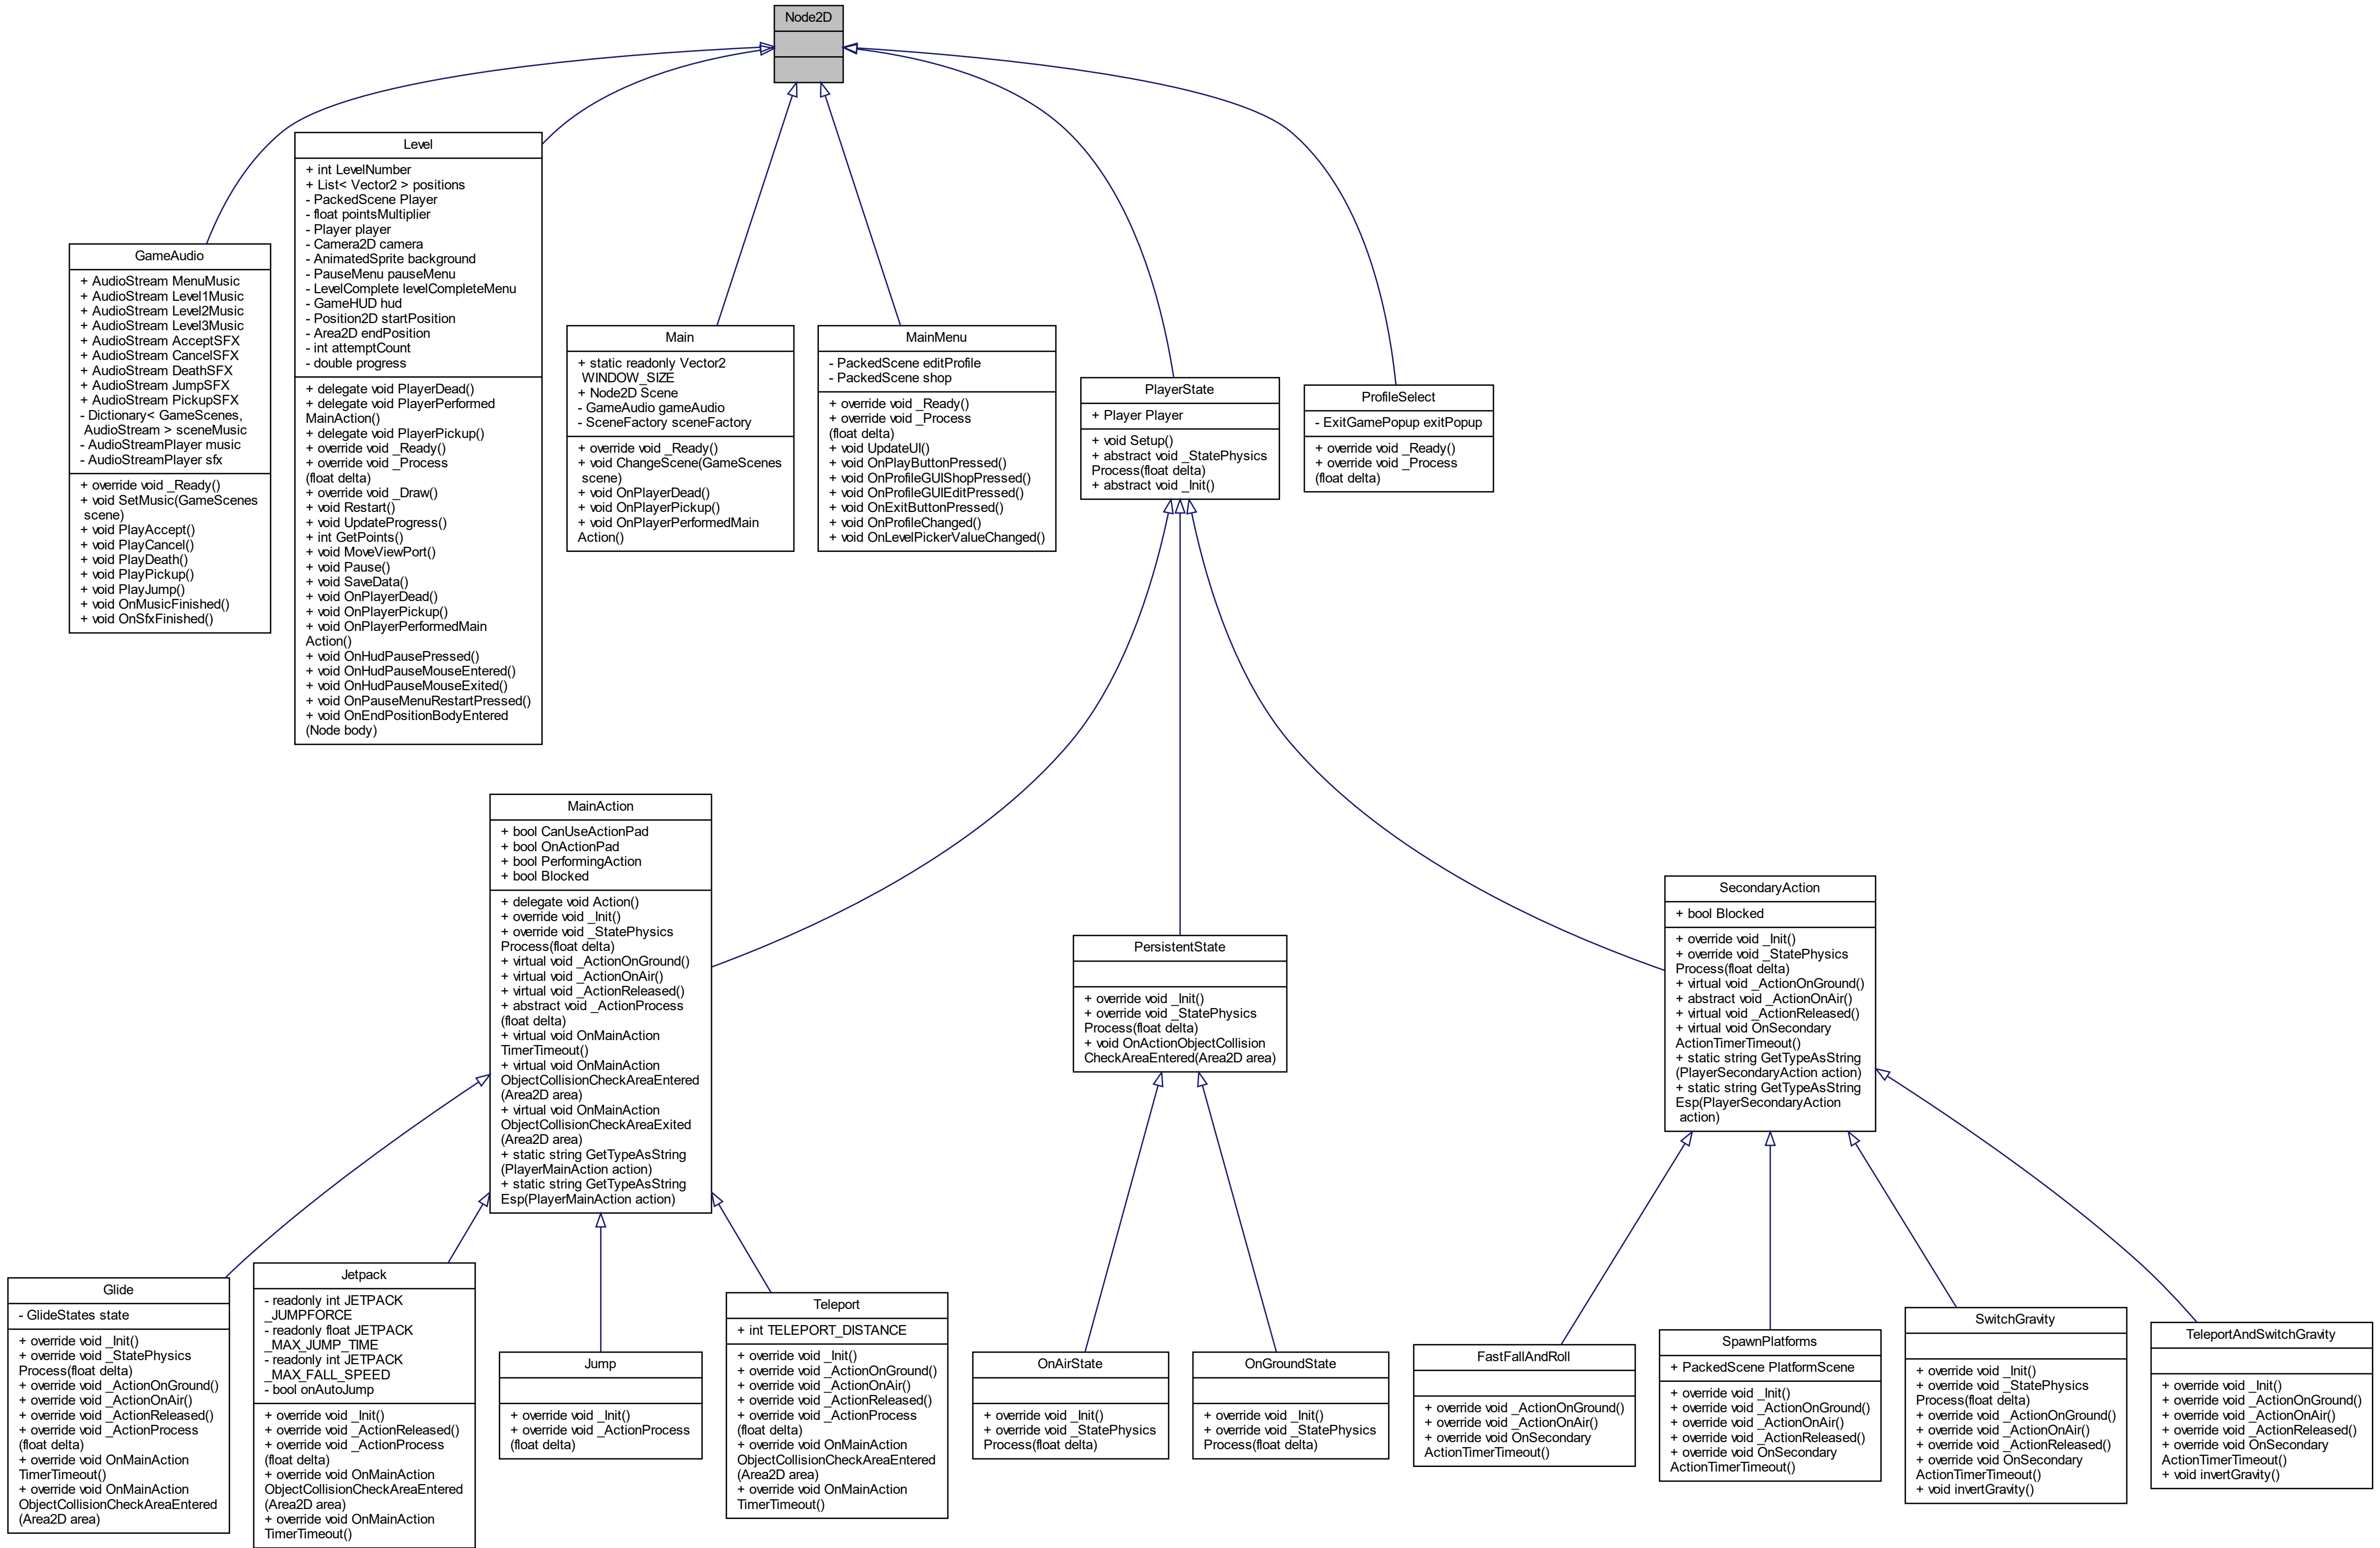 Node2D
Level
+ int LevelNumber
+ List< Vector2 > positions
- PackedScene Player
- float pointsMultiplier
- Player player
- Camera2D camera
- AnimatedSprite background
- PauseMenu pauseMenu
- LevelComplete levelCompleteMenu
- GameHUD hud
- Position2D startPosition
- Area2D endPosition
- int attemptCount
- double progress
+ delegate void PlayerDead()
+ delegate void PlayerPerformed
MainAction()
+ delegate void PlayerPickup()
+ override void _Ready()
+ override void _Process
(float delta)
+ override void _Draw()
+ void Restart()
+ void UpdateProgress()
+ int GetPoints()
+ void MoveViewPort()
+ void Pause()
+ void SaveData()
+ void OnPlayerDead()
+ void OnPlayerPickup()
+ void OnPlayerPerformedMain
Action()
+ void OnHudPausePressed()
+ void OnHudPauseMouseEntered()
+ void OnHudPauseMouseExited()
+ void OnPauseMenuRestartPressed()
+ void OnEndPositionBodyEntered
(Node body)
GameAudio
+ AudioStream MenuMusic
+ AudioStream Level1Music
+ AudioStream Level2Music
+ AudioStream Level3Music
+ AudioStream AcceptSFX
+ AudioStream CancelSFX
+ AudioStream DeathSFX
+ AudioStream JumpSFX
+ AudioStream PickupSFX
- Dictionary< GameScenes,
AudioStream > sceneMusic
- AudioStreamPlayer music
- AudioStreamPlayer sfx
+ override void _Ready()
+ void SetMusic(GameScenes
scene)
+ void PlayAccept()
+ void PlayCancel()
+ void PlayDeath()
+ void PlayPickup()
+ void PlayJump()
+ void OnMusicFinished()
+ void OnSfxFinished()
Main
+ static readonly Vector2
WINDOW_SIZE
+ Node2D Scene
- GameAudio gameAudio
- SceneFactory sceneFactory
+ override void _Ready()
+ void ChangeScene(GameScenes
scene)
+ void OnPlayerDead()
+ void OnPlayerPickup()
+ void OnPlayerPerformedMain
Action()
MainMenu
- PackedScene editProfile
- PackedScene shop
+ override void _Ready()
+ override void _Process
(float delta)
+ void UpdateUI()
+ void OnPlayButtonPressed()
+ void OnProfileGUIShopPressed()
+ void OnProfileGUIEditPressed()
+ void OnExitButtonPressed()
+ void OnProfileChanged()
+ void OnLevelPickerValueChanged()
PlayerState
+ Player Player
+ void Setup()
+ abstract void _StatePhysics
Process(float delta)
+ abstract void _Init()
ProfileSelect
- ExitGamePopup exitPopup
+ override void _Ready()
+ override void _Process
(float delta)
MainAction
+ bool CanUseActionPad
+ bool OnActionPad
+ bool PerformingAction
+ bool Blocked
+ delegate void Action()
+ override void _Init()
+ override void _StatePhysics
Process(float delta)
+ virtual void _ActionOnGround()
+ virtual void _ActionOnAir()
+ virtual void _ActionReleased()
+ abstract void _ActionProcess
(float delta)
+ virtual void OnMainAction
TimerTimeout()
+ virtual void OnMainAction
ObjectCollisionCheckAreaEntered
(Area2D area)
+ virtual void OnMainAction
ObjectCollisionCheckAreaExited
(Area2D area)
+ static string GetTypeAsString
(PlayerMainAction action)
+ static string GetTypeAsString
Esp(PlayerMainAction action)
PersistentState
+ override void _Init()
+ override void _StatePhysics
Process(float delta)
+ void OnActionObjectCollision
CheckAreaEntered(Area2D area)
SecondaryAction
+ bool Blocked
+ override void _Init()
+ override void _StatePhysics
Process(float delta)
+ virtual void _ActionOnGround()
+ abstract void _ActionOnAir()
+ virtual void _ActionReleased()
+ virtual void OnSecondary
ActionTimerTimeout()
+ static string GetTypeAsString
(PlayerSecondaryAction action)
+ static string GetTypeAsString
Esp(PlayerSecondaryAction
action)
Glide
- GlideStates state
+ override void _Init()
+ override void _StatePhysics
Process(float delta)
+ override void _ActionOnGround()
+ override void _ActionOnAir()
+ override void _ActionReleased()
+ override void _ActionProcess
(float delta)
+ override void OnMainAction
TimerTimeout()
+ override void OnMainAction
ObjectCollisionCheckAreaEntered
(Area2D area)
Jetpack
- readonly int JETPACK
_JUMPFORCE
- readonly float JETPACK
_MAX_JUMP_TIME
- readonly int JETPACK
_MAX_FALL_SPEED
- bool onAutoJump
+ override void _Init()
+ override void _ActionReleased()
+ override void _ActionProcess
(float delta)
+ override void OnMainAction
ObjectCollisionCheckAreaEntered
(Area2D area)
+ override void OnMainAction
TimerTimeout()
Jump
+ override void _Init()
+ override void _ActionProcess
(float delta)
Teleport
+ int TELEPORT_DISTANCE
+ override void _Init()
+ override void _ActionOnGround()
+ override void _ActionOnAir()
+ override void _ActionReleased()
+ override void _ActionProcess
(float delta)
+ override void OnMainAction
ObjectCollisionCheckAreaEntered
(Area2D area)
+ override void OnMainAction
TimerTimeout()
OnAirState
+ override void _Init()
+ override void _StatePhysics
Process(float delta)
OnGroundState
+ override void _Init()
+ override void _StatePhysics
Process(float delta)
FastFallAndRoll
+ override void _ActionOnGround()
+ override void _ActionOnAir()
+ override void OnSecondary
ActionTimerTimeout()
SpawnPlatforms
+ PackedScene PlatformScene
+ override void _Init()
+ override void _ActionOnGround()
+ override void _ActionOnAir()
+ override void _ActionReleased()
+ override void OnSecondary
ActionTimerTimeout()
SwitchGravity
+ override void _Init()
+ override void _StatePhysics
Process(float delta)
+ override void _ActionOnGround()
+ override void _ActionOnAir()
+ override void _ActionReleased()
+ override void OnSecondary
ActionTimerTimeout()
+ void invertGravity()
TeleportAndSwitchGravity
+ override void _Init()
+ override void _ActionOnGround()
+ override void _ActionOnAir()
+ override void _ActionReleased()
+ override void OnSecondary
ActionTimerTimeout()
+ void invertGravity()